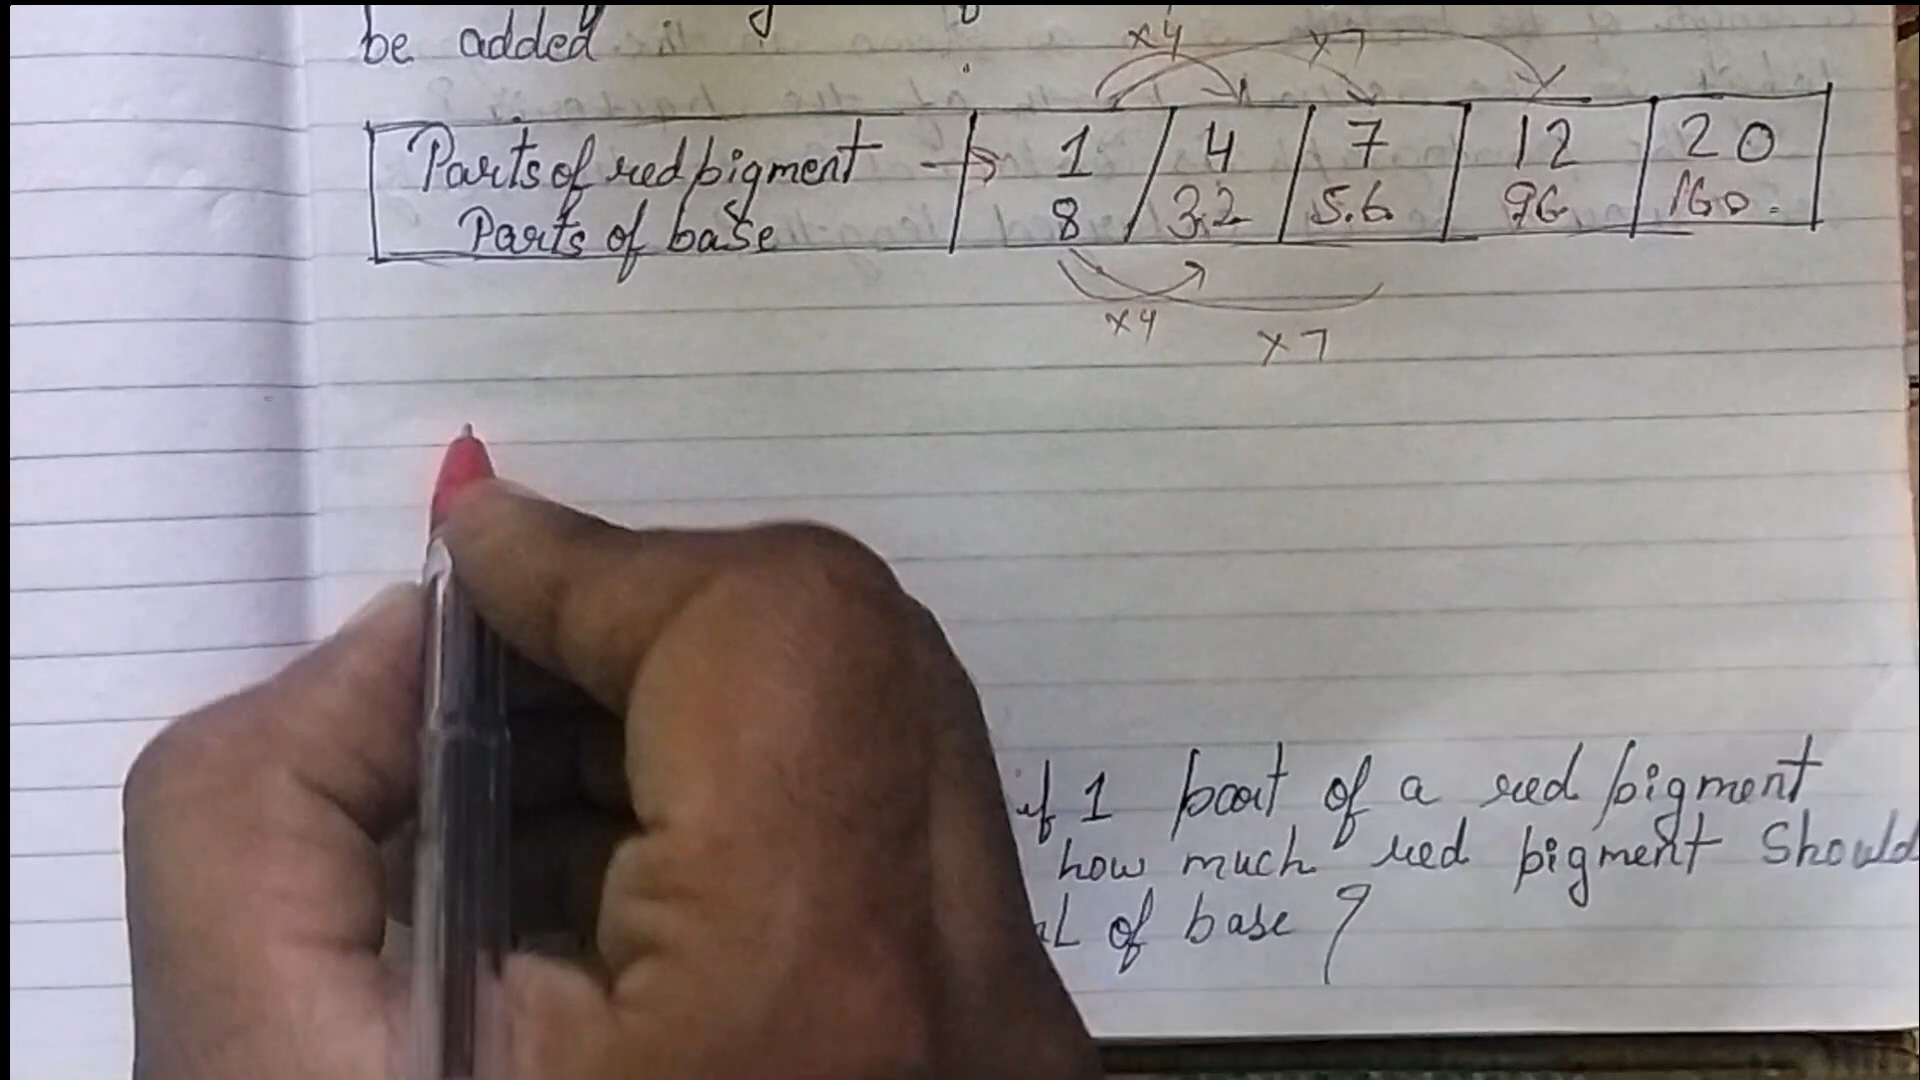 be added
×4 ×7
Parts of red pigment → 1 4 7 12 20
Parts of base 8 32 56 96 160
×4 ×7
if 1 part of a red pigment
how much red pigment should
of base ?